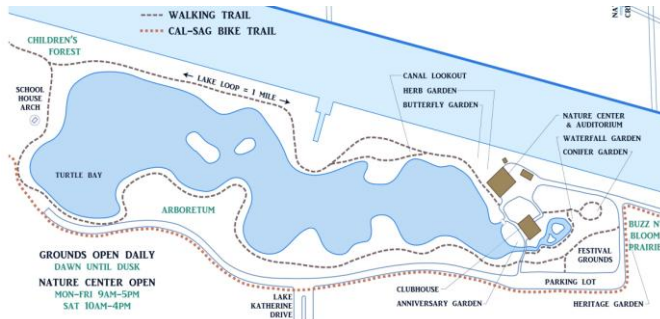 WALKING TRAIL
CAL-SAG BIKE TRAIL
CHILDREN'S
FOREST
LAKE LOOP = 1 MILE
SCHOOL
HOUSE
ARCH
CANAL LOOKOUT
HERB GARDEN
BUTTERFLY GARDEN
NATURE CENTER
& AUDITORIUM
WATERFALL GARDEN
CONIFER GARDEN
TURTLE BAY
ARBORETUM
BUZZ N'
BLOOM
PRAIRIE
GROUNDS OPEN DAILY
DAWN UNTIL DUSK
NATURE CENTER OPEN
MON-FRI 9AM-5PM
SAT 10AM-4PM
FESTIVAL
GROUNDS
PARKING LOT
LAKE
KATHERINE
DRIVE
CLUBHOUSE
ANNIVERSARY GARDEN
HERITAGE GARDEN